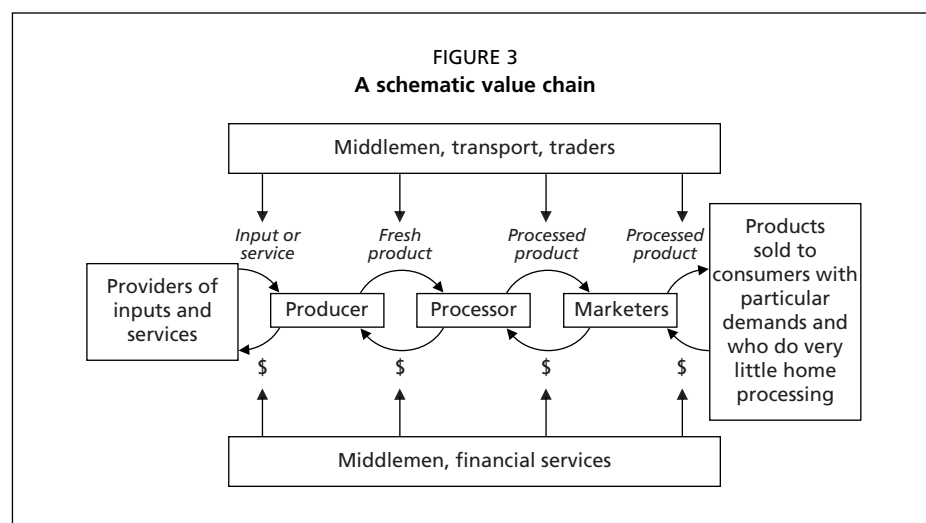 FIGURE 3
A schematic value chain
Middlemen, transport, traders
Input or
service
Fresh
product
Processed
product
Processed
product
Providers of
inputs and
services
Producer
Processor
Marketers
Products
sold to
consumers with
particular
demands and
who do very
little home
processing
$
$
$
$
Middlemen, financial services